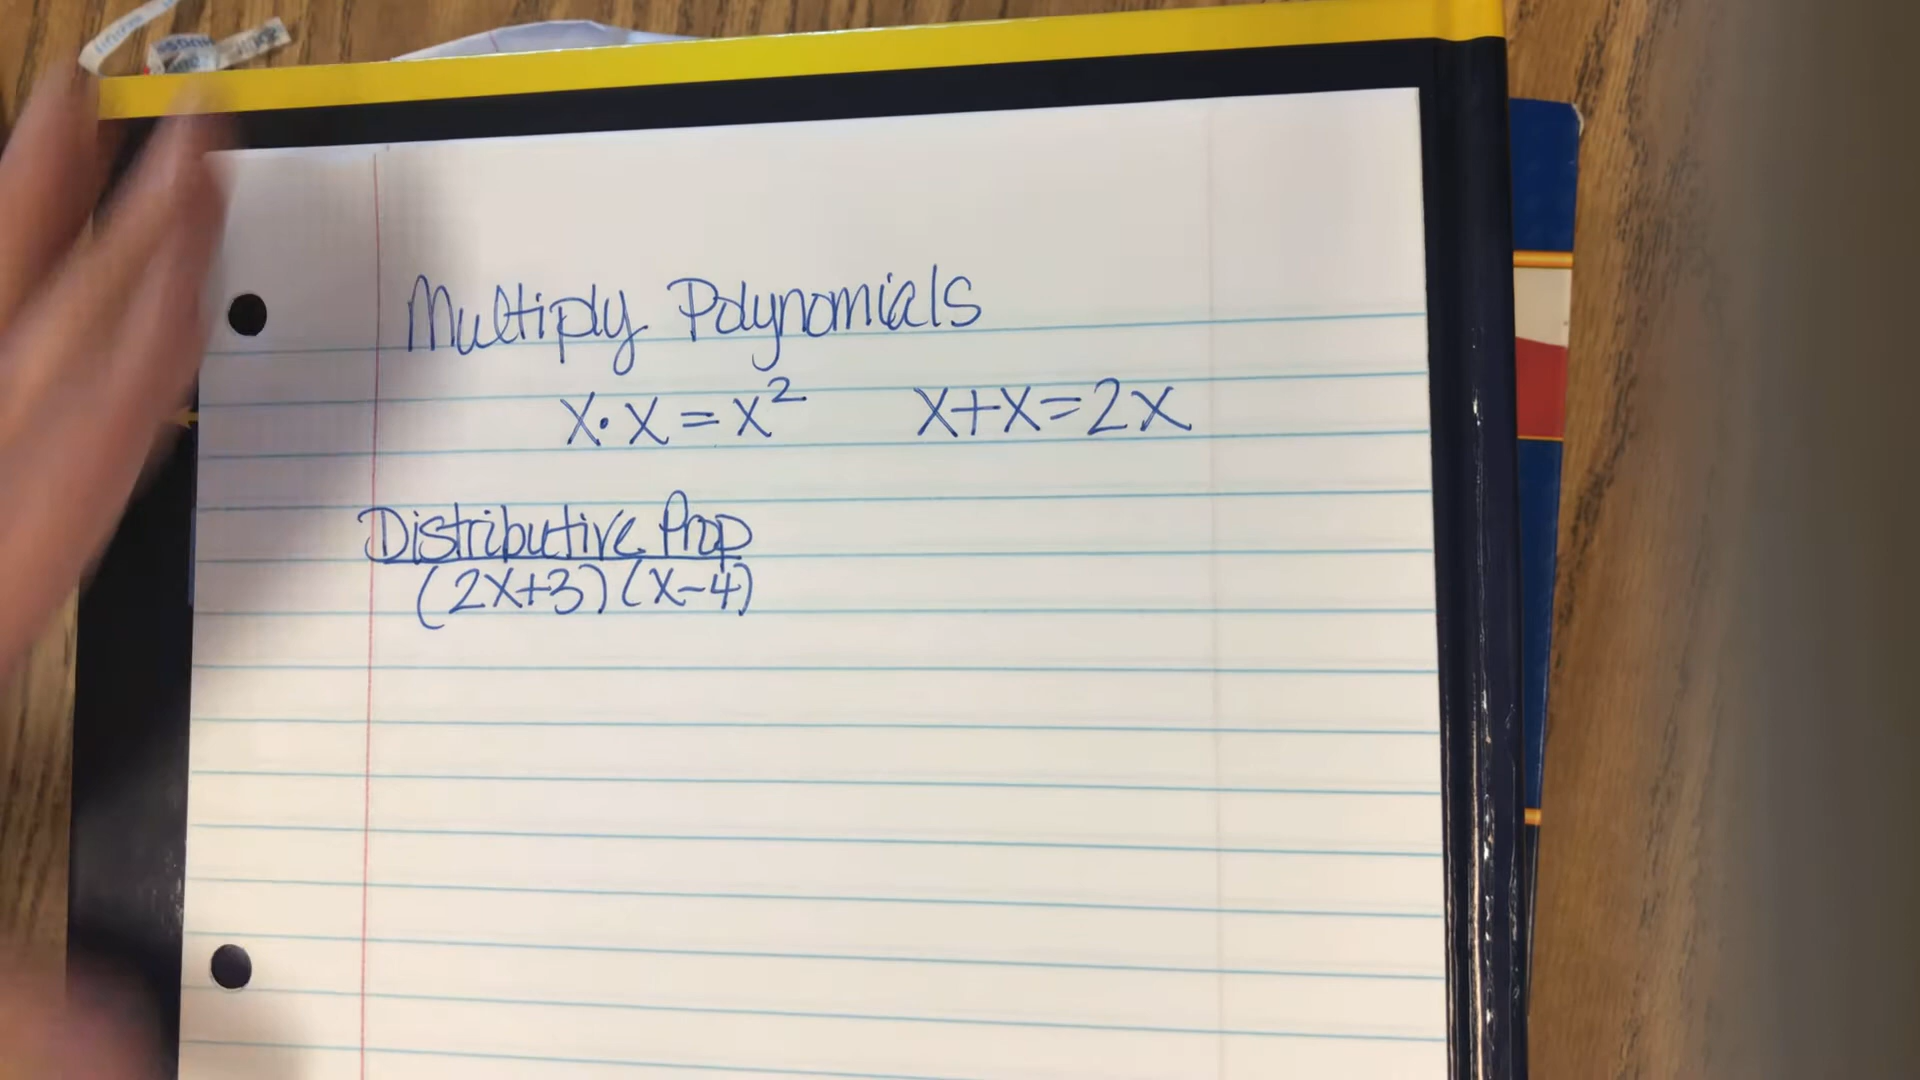 Multiply Polynomials
x·x=x² x+x=2x
Distributive Prop
(2x+3)(x-4)